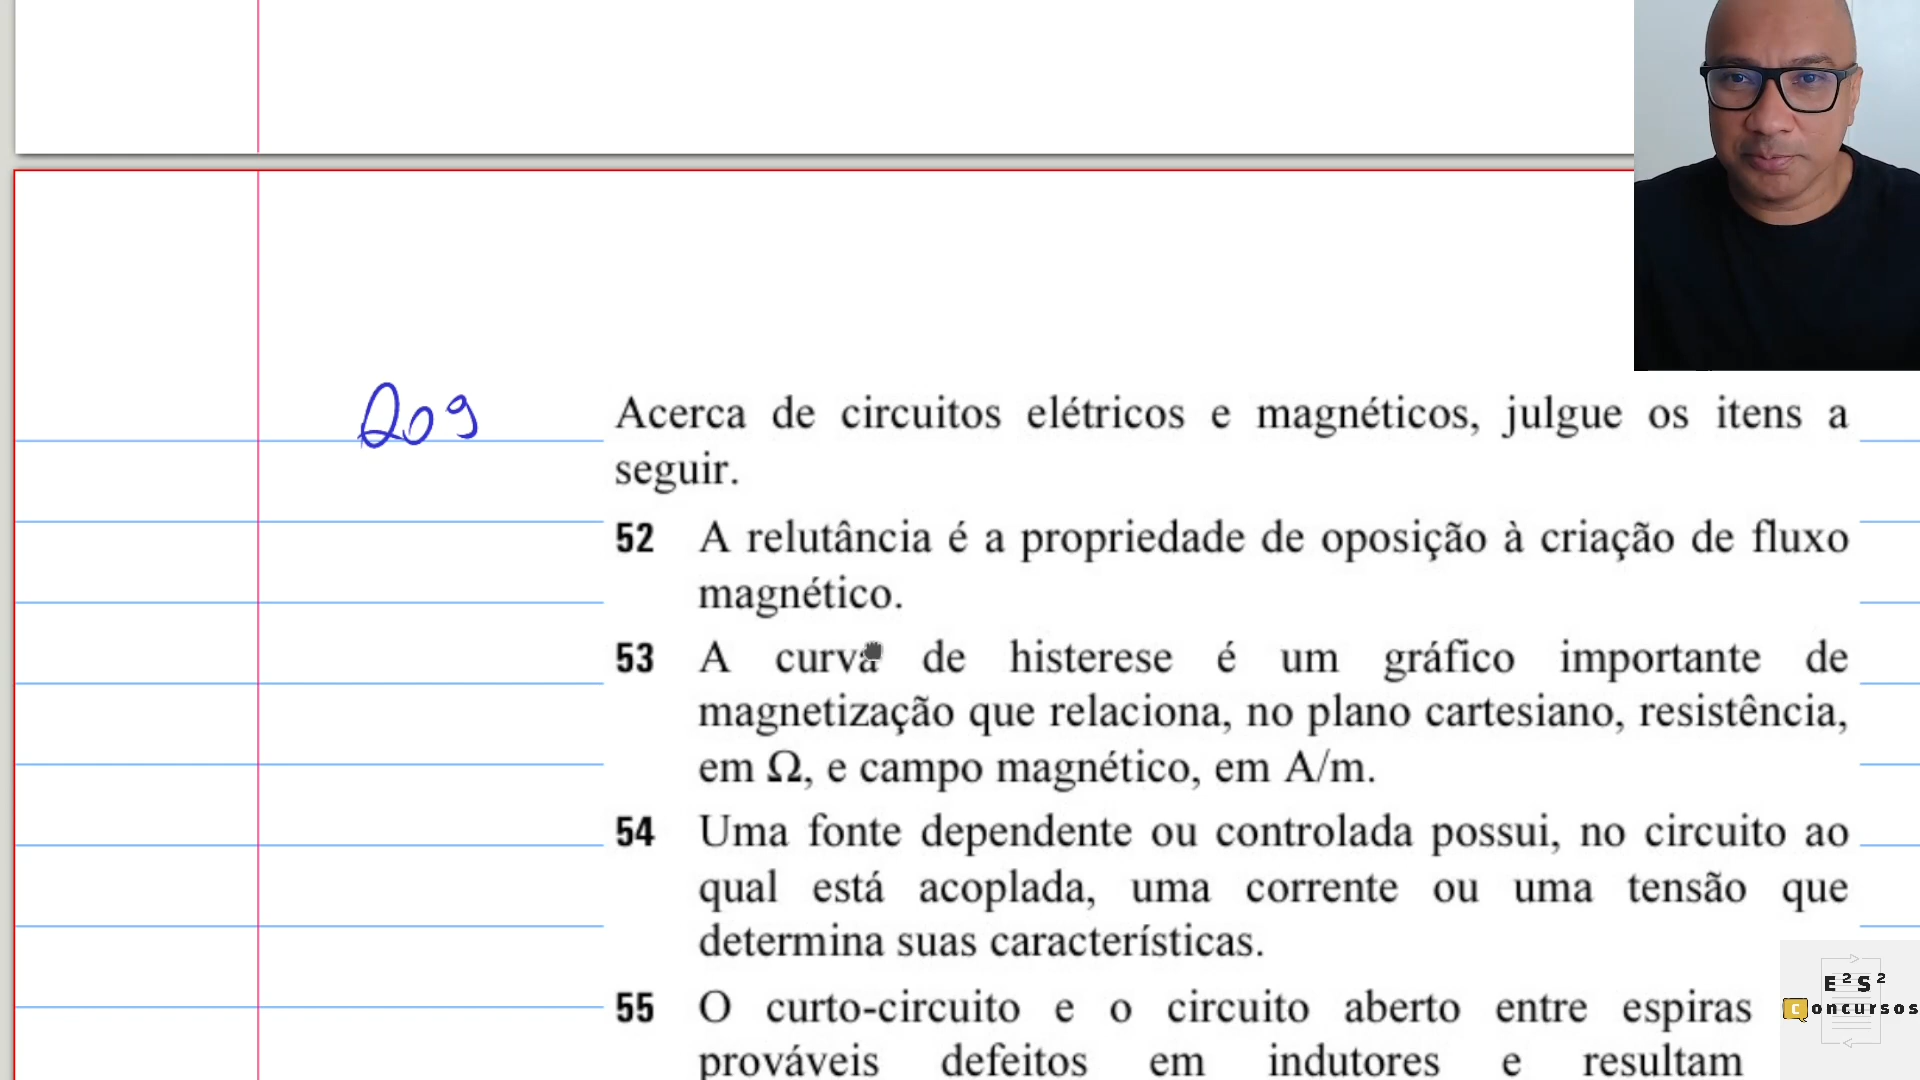 Q09
Acerca de circuitos elétricos e magnéticos, julgue os itens a
seguir.
52 A relutância é a propriedade de oposição à criação de fluxo
magnético.
53 A curva de histerese é um gráfico importante de
magnetização que relaciona, no plano cartesiano, resistência,
em Ω, e campo magnético, em A/m.
54 Uma fonte dependente ou controlada possui, no circuito ao
qual está acoplada, uma corrente ou uma tensão que
determina suas características.
55 O curto-circuito e o circuito aberto entre espiras
prováveis defeitos em indutores e resultam
E²S²
Concursos